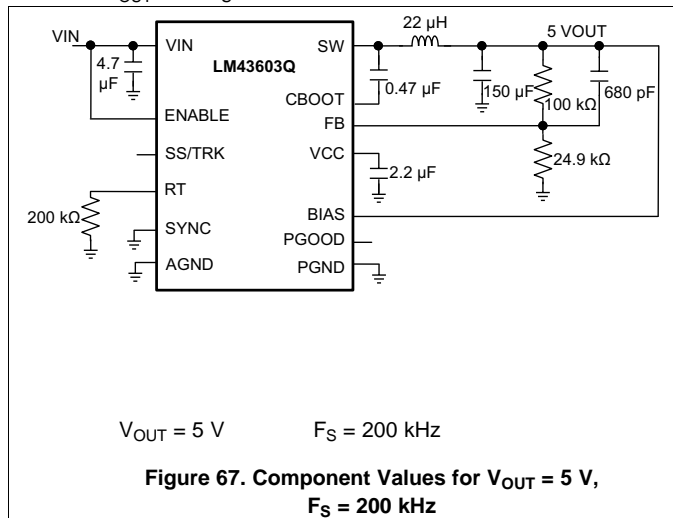 VIN
VIN
4.7
µF
LM43603Q
SW
22 µH
5 VOUT
CBOOT
0.47 µF
150 µF
100 kΩ
680 pF
ENABLE
FB
SS/TRK
VCC
24.9 kΩ
2.2 µF
RT
200 kΩ
BIAS
SYNC
PGOOD
AGND
PGND
VOUT = 5 V FS = 200 kHz
Figure 67. Component Values for VOUT = 5 V,
FS = 200 kHz